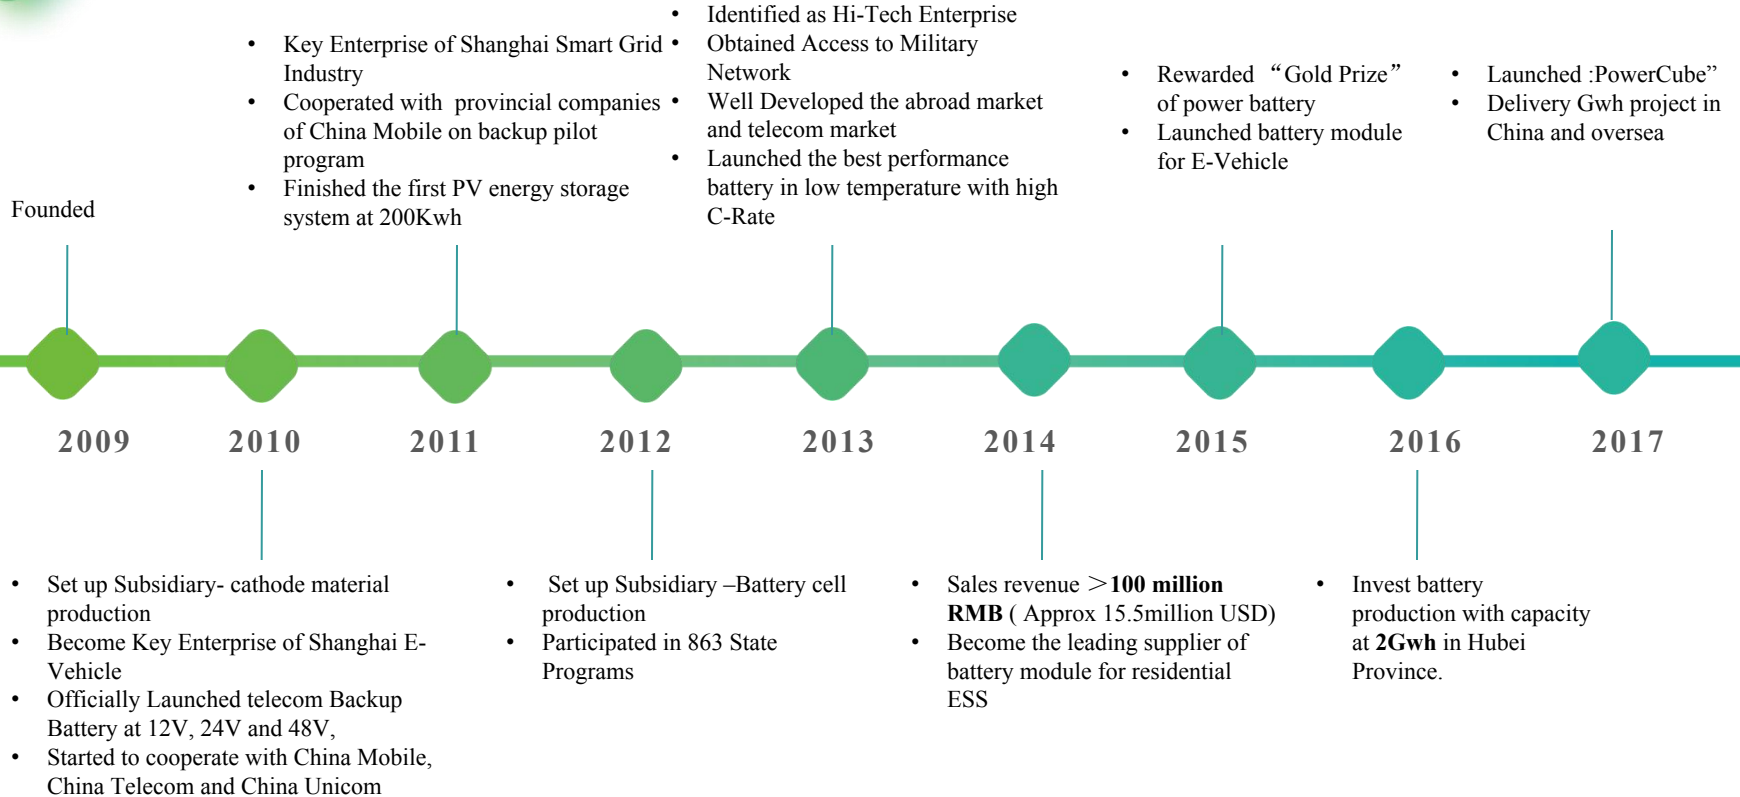 Founded
• Key Enterprise of Shanghai Smart Grid
Industry
• Cooperated with provincial companies
of China Mobile on backup pilot
program
• Finished the first PV energy storage
system at 200Kwh
• Identified as Hi-Tech Enterprise
• Obtained Access to Military
Network
• Well Developed the abroad market
and telecom market
• Launched the best performance
battery in low temperature with high
C-Rate
• Rewarded “Gold Prize”
of power battery
• Launched battery module
for E-Vehicle
• Launched :PowerCube”
• Delivery Gwh project in
China and oversea
2009 2010 2011 2012 2013 2014 2015 2016 2017
• Set up Subsidiary- cathode material
production
• Become Key Enterprise of Shanghai E-
Vehicle
• Officially Launched telecom Backup
Battery at 12V, 24V and 48V,
• Started to cooperate with China Mobile,
China Telecom and China Unicom
• Set up Subsidiary –Battery cell
production
• Participated in 863 State
Programs
• Sales revenue ＞100 million
RMB ( Approx 15.5million USD)
• Become the leading supplier of
battery module for residential
ESS
• Invest battery
production with capacity
at 2Gwh in Hubei
Province.